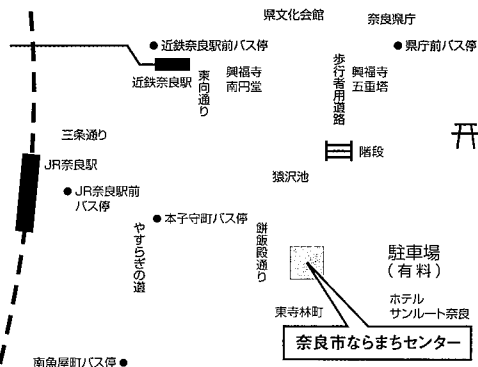 県文化会館
奈良県庁
近鉄奈良駅前バス停
県庁前バス停
近鉄奈良駅
東向通り
興福寺
南円堂
歩行者用道路
興福寺
五重塔
三条通り
階段
JR奈良駅
猿沢池
JR奈良駅前
バス停
本子守町バス停
やすらぎの道
餅飯殿通り
駐車場
(有料)
東寺林町
ホテル
サンルート奈良
奈良市ならまちセンター
南魚屋町バス停